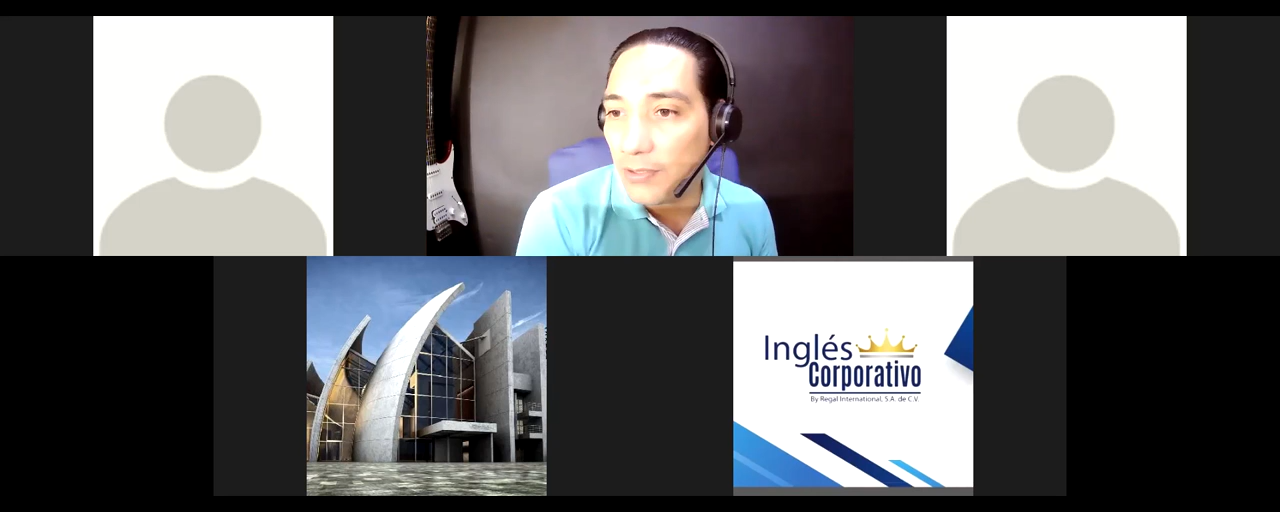 Inglés
Corporativo
By Regal International, S.A. de C.V.